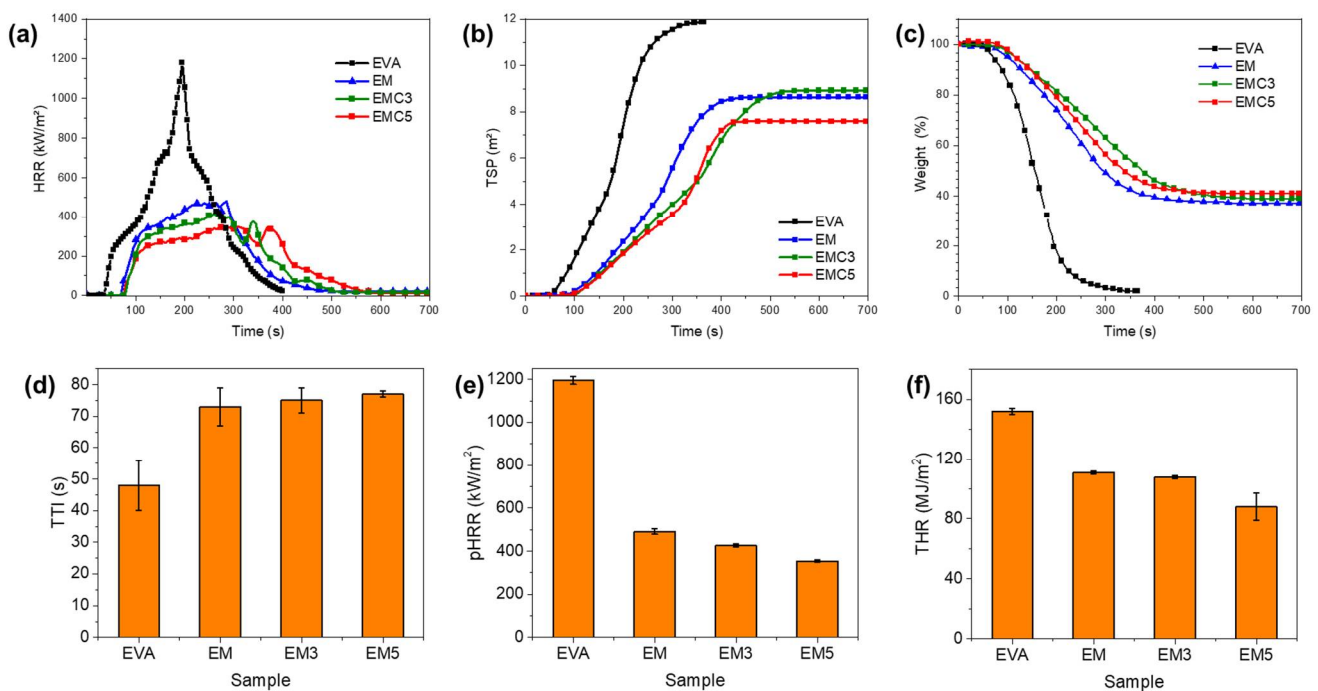 (a)
HRR (kW/m²)
1400
1200
1000
800
600
400
200
0
0 100 200 300 400 500 600 700
Time (s)
EVA
EM
EMC3
EMC5
(b)
TSP (m²)
12
10
8
6
4
2
0
0 100 200 300 400 500 600 700
Time (s)
EVA
EM
EMC3
EMC5
(c)
Weight (%)
100
80
60
40
20
0
0 100 200 300 400 500 600 700
Time (s)
EVA
EM
EMC3
EMC5
(d)
TTI (s)
80
70
60
50
40
30
20
10
0
EVA EM EM3 EM5
Sample
(e)
pHRR (kW/m²)
1200
1000
800
600
400
200
0
EVA EM EM3 EM5
Sample
(f)
THR (MJ/m²)
160
120
80
40
0
EVA EM EM3 EM5
Sample